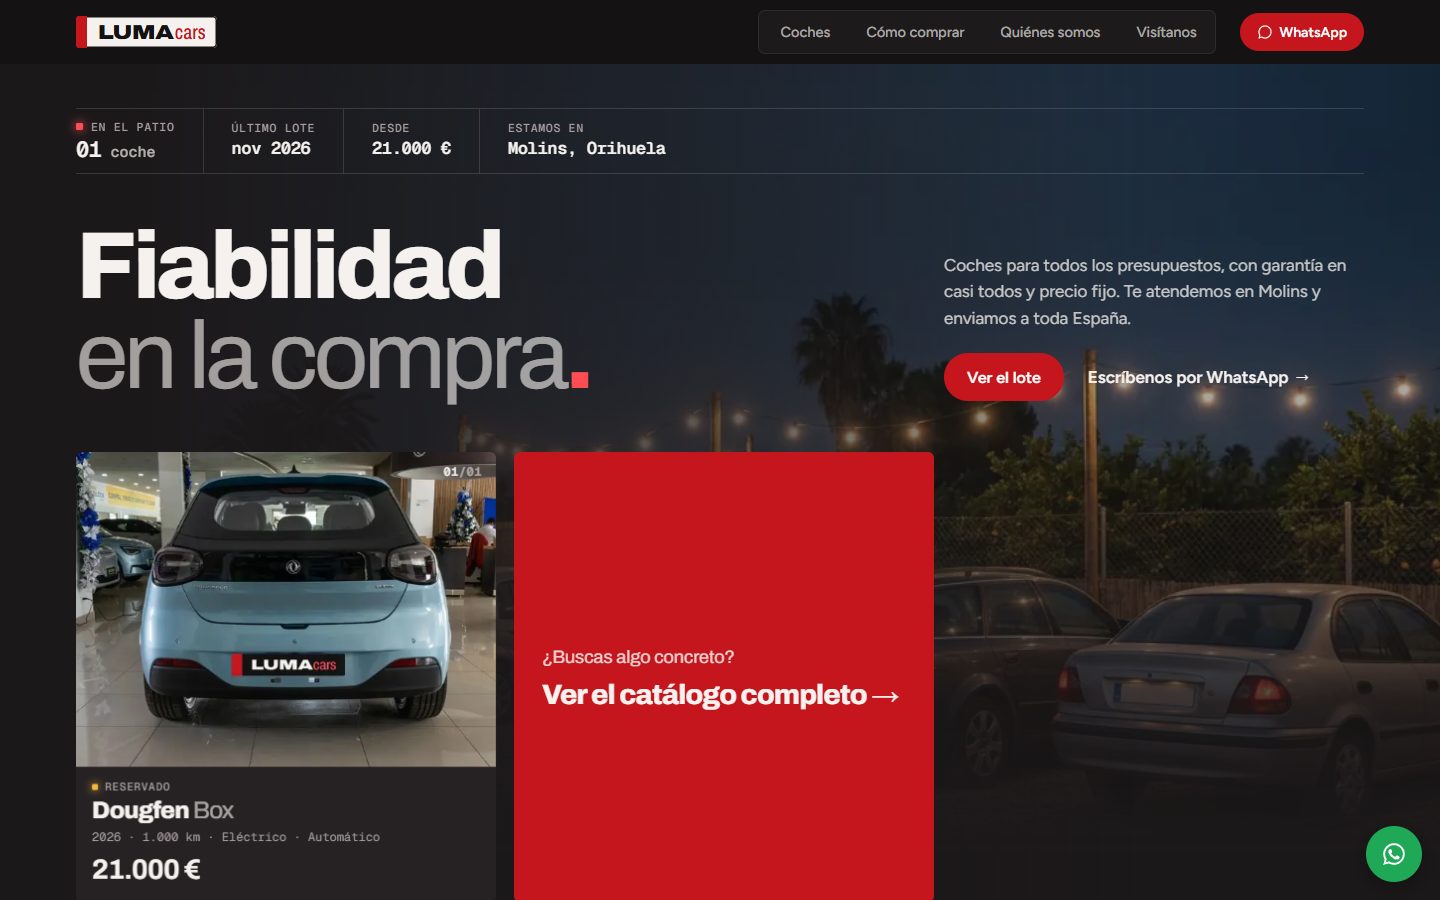 LUMAcars
Coches
Cómo comprar
Quiénes somos
Visítanos
WhatsApp
EN EL PATIO
01 coche
ÚLTIMO LOTE
nov 2026
DESDE
21.000 €
ESTAMOS EN
Molins, Orihuela
Fiabilidad
en la compra.
Coches para todos los presupuestos, con garantía en
casi todos y precio fijo. Te atendemos en Molins y
enviamos a toda España.
Ver el lote
Escríbenos por WhatsApp →
01/01
LUMAcars
RESERVADO
Dougfen Box
2026 · 1.000 km · Eléctrico · Automático
21.000 €
¿Buscas algo concreto?
Ver el catálogo completo →